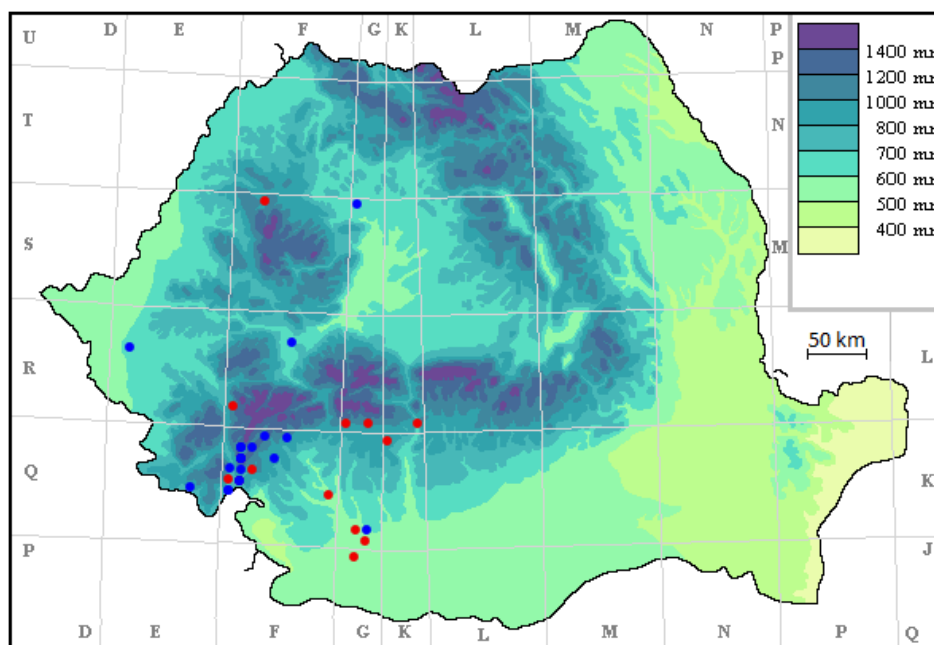 D E F G K L M N P
U
P
1400 mm
1200 mm
T
N
1000 mm
800 mm
700 mm
600 mm
500 mm
S
M
400 mm
50 km
R
L
Q
K
P
J
D E F G K L M N P Q